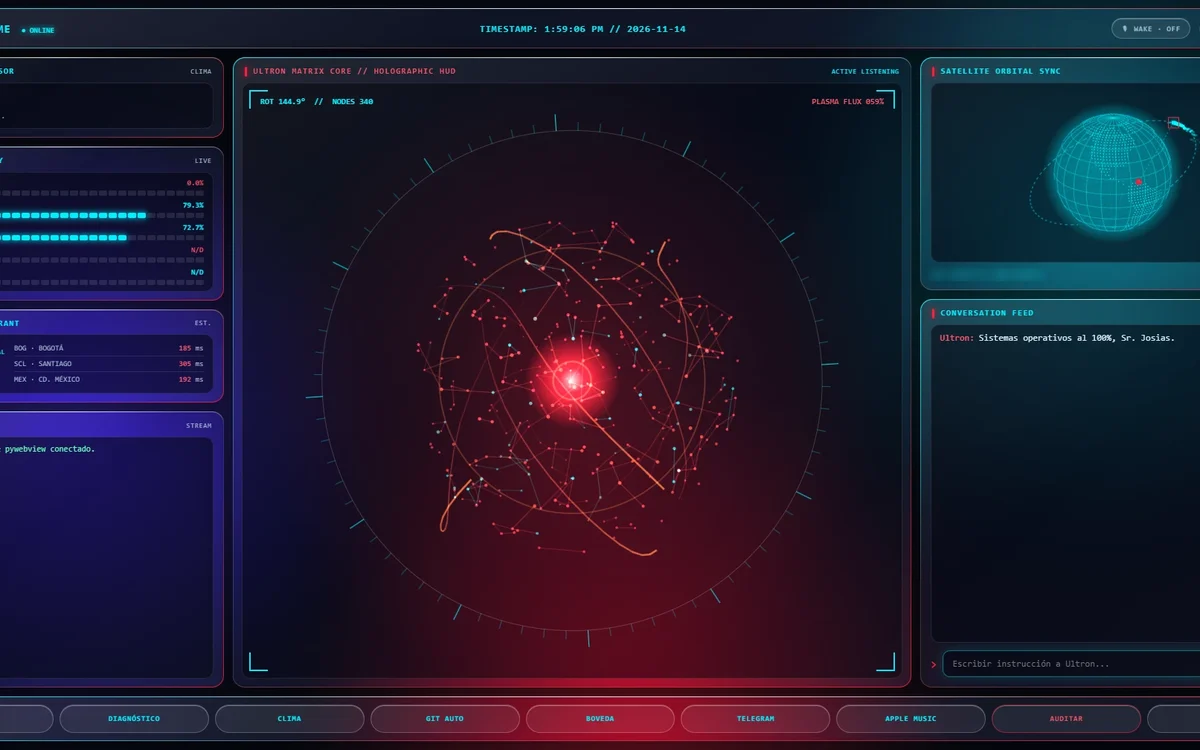 ME ● ONLINE
TIMESTAMP: 1:59:06 PM // 2026-11-14
WAKE · OFF
SOR CLIMA
.
Y LIVE
0.0%
79.3%
72.7%
N/D
N/D
RANT EST.
AL
BOG · BOGOTÁ 185 ms
SCL · SANTIAGO 305 ms
MEX · CD. MÉXICO 192 ms
STREAM
pywebview conectado.
ULTRON MATRIX CORE // HOLOGRAPHIC HUD ACTIVE LISTENING
ROT 144.9° // NODES 340
PLASMA FLUX 059%
SATELLITE ORBITAL SYNC
CONVERSATION FEED
Ultron: Sistemas operativos al 100%, Sr. Josias.
> Escribir instrucción a Ultron...
DIAGNÓSTICO
CLIMA
GIT AUTO
BOVEDA
TELEGRAM
APPLE MUSIC
AUDITAR